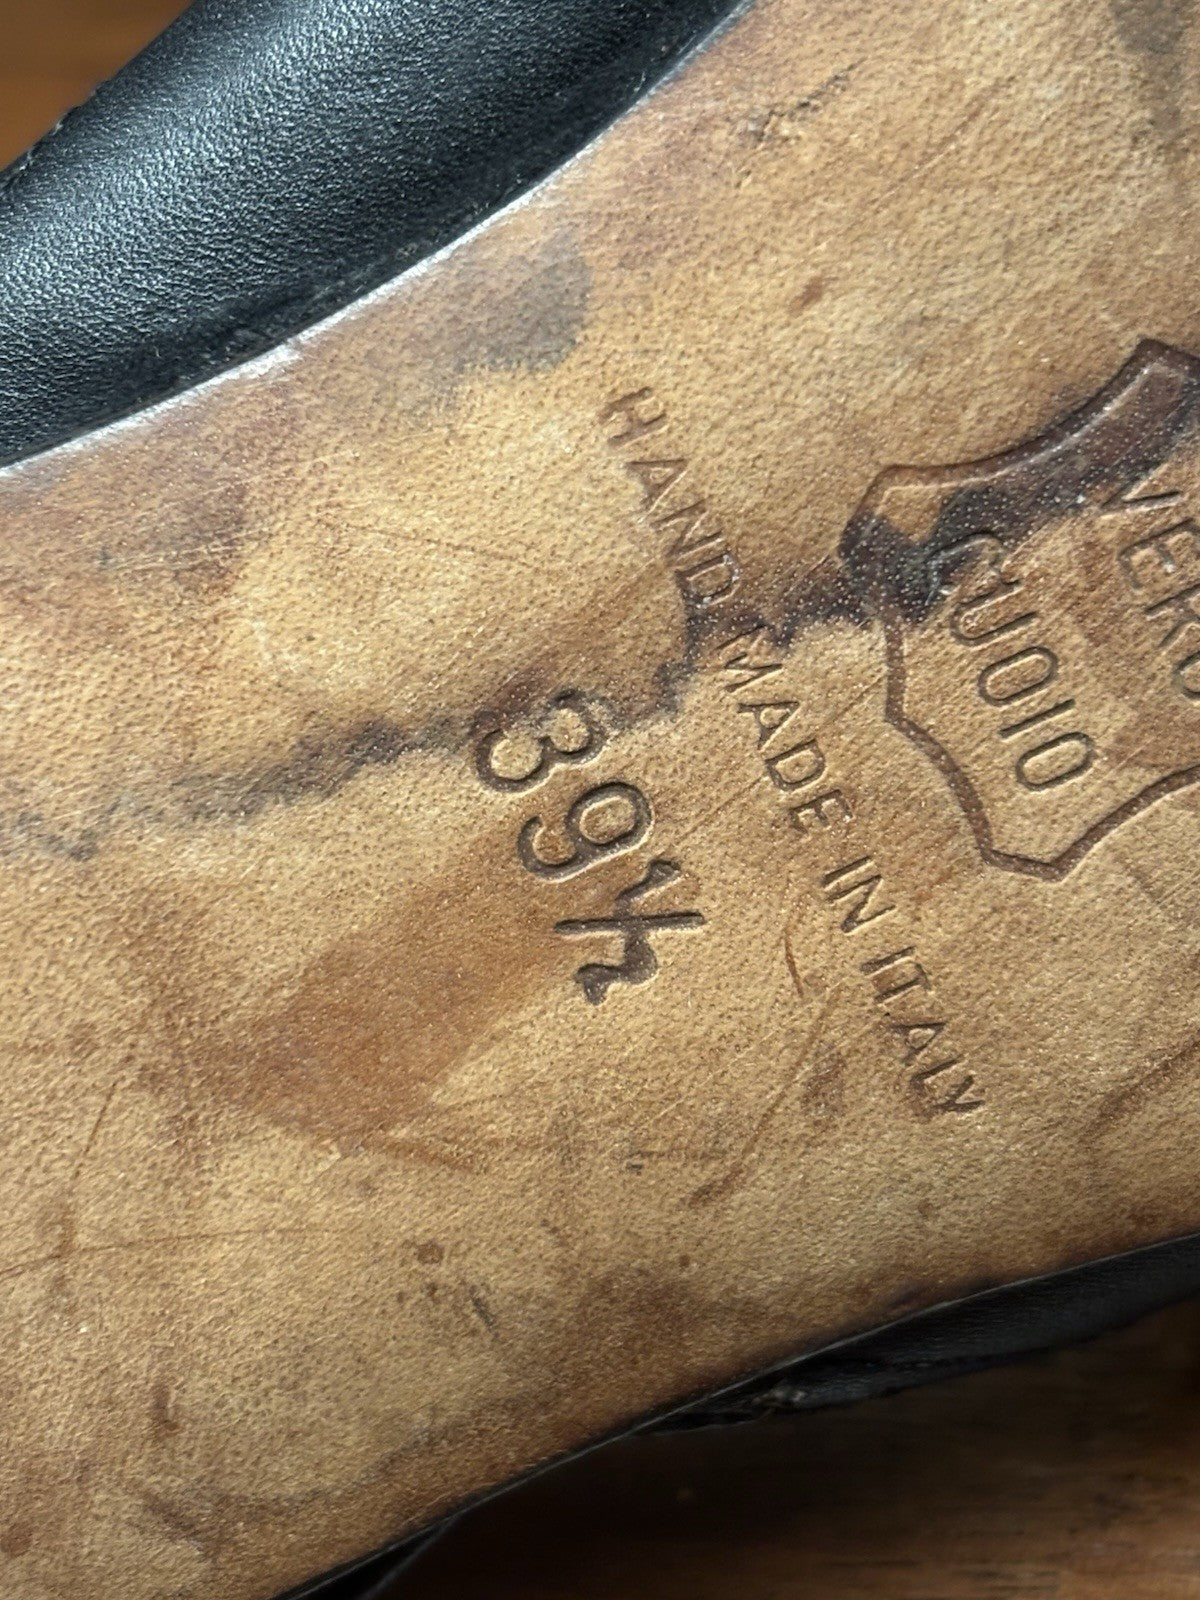 VERO
CUOIO
HAND MADE IN ITALY
39½